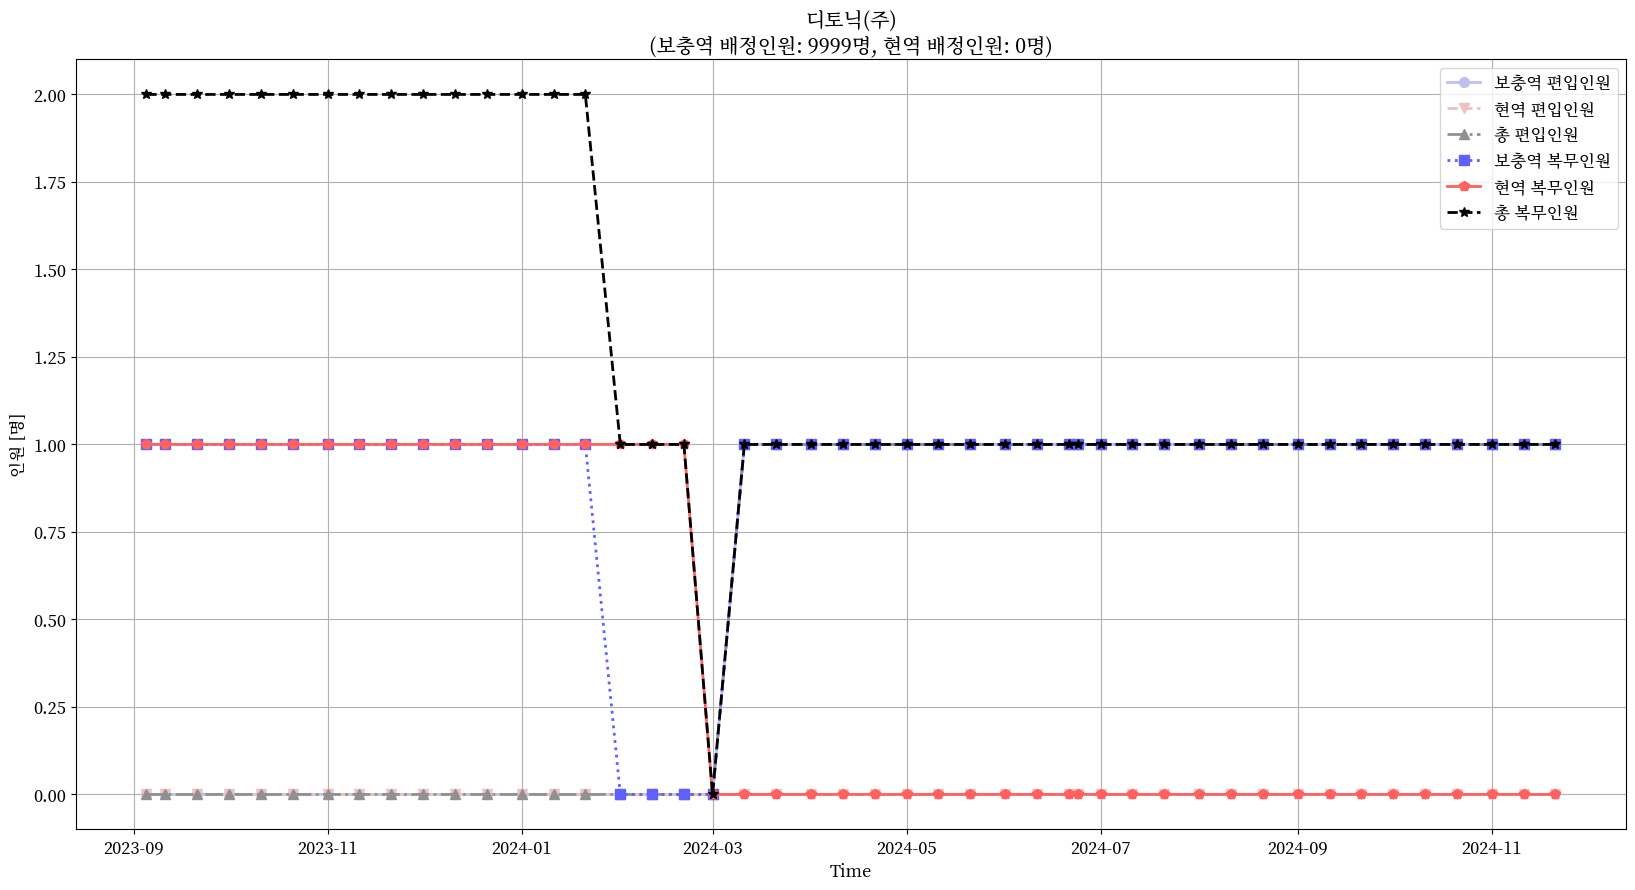 디토닉(주)
(보충역 배정인원: 9999명, 현역 배정인원: 0명)
보충역 편입인원
현역 편입인원
총 편입인원
보충역 복무인원
현역 복무인원
총 복무인원
인원 [명]
2.00
1.75
1.50
1.25
1.00
0.75
0.50
0.25
0.00
2023-09
2023-11
2024-01
2024-03
2024-05
2024-07
2024-09
2024-11
Time